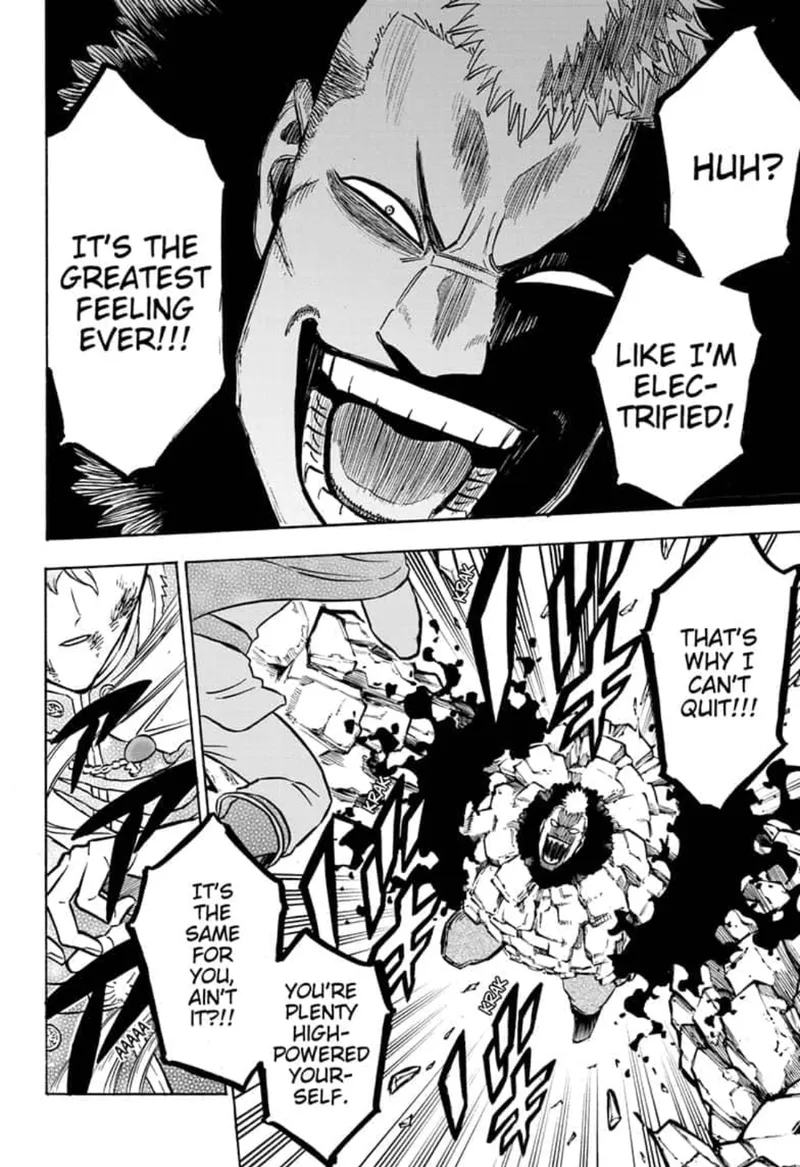 HUH?
LIKE I'M
ELEC-
TRIFIED!
IT'S THE
GREATEST
FEELING
EVER!!!
THAT'S
WHY I
CAN'T
QUIT!!!
KRAK
KRAK
KRAK
YOU'RE
PLENTY
HIGH-
POWERED
YOUR-
SELF.
IT'S
THE
SAME
FOR
YOU,
AIN'T
IT?!!
AAAAA